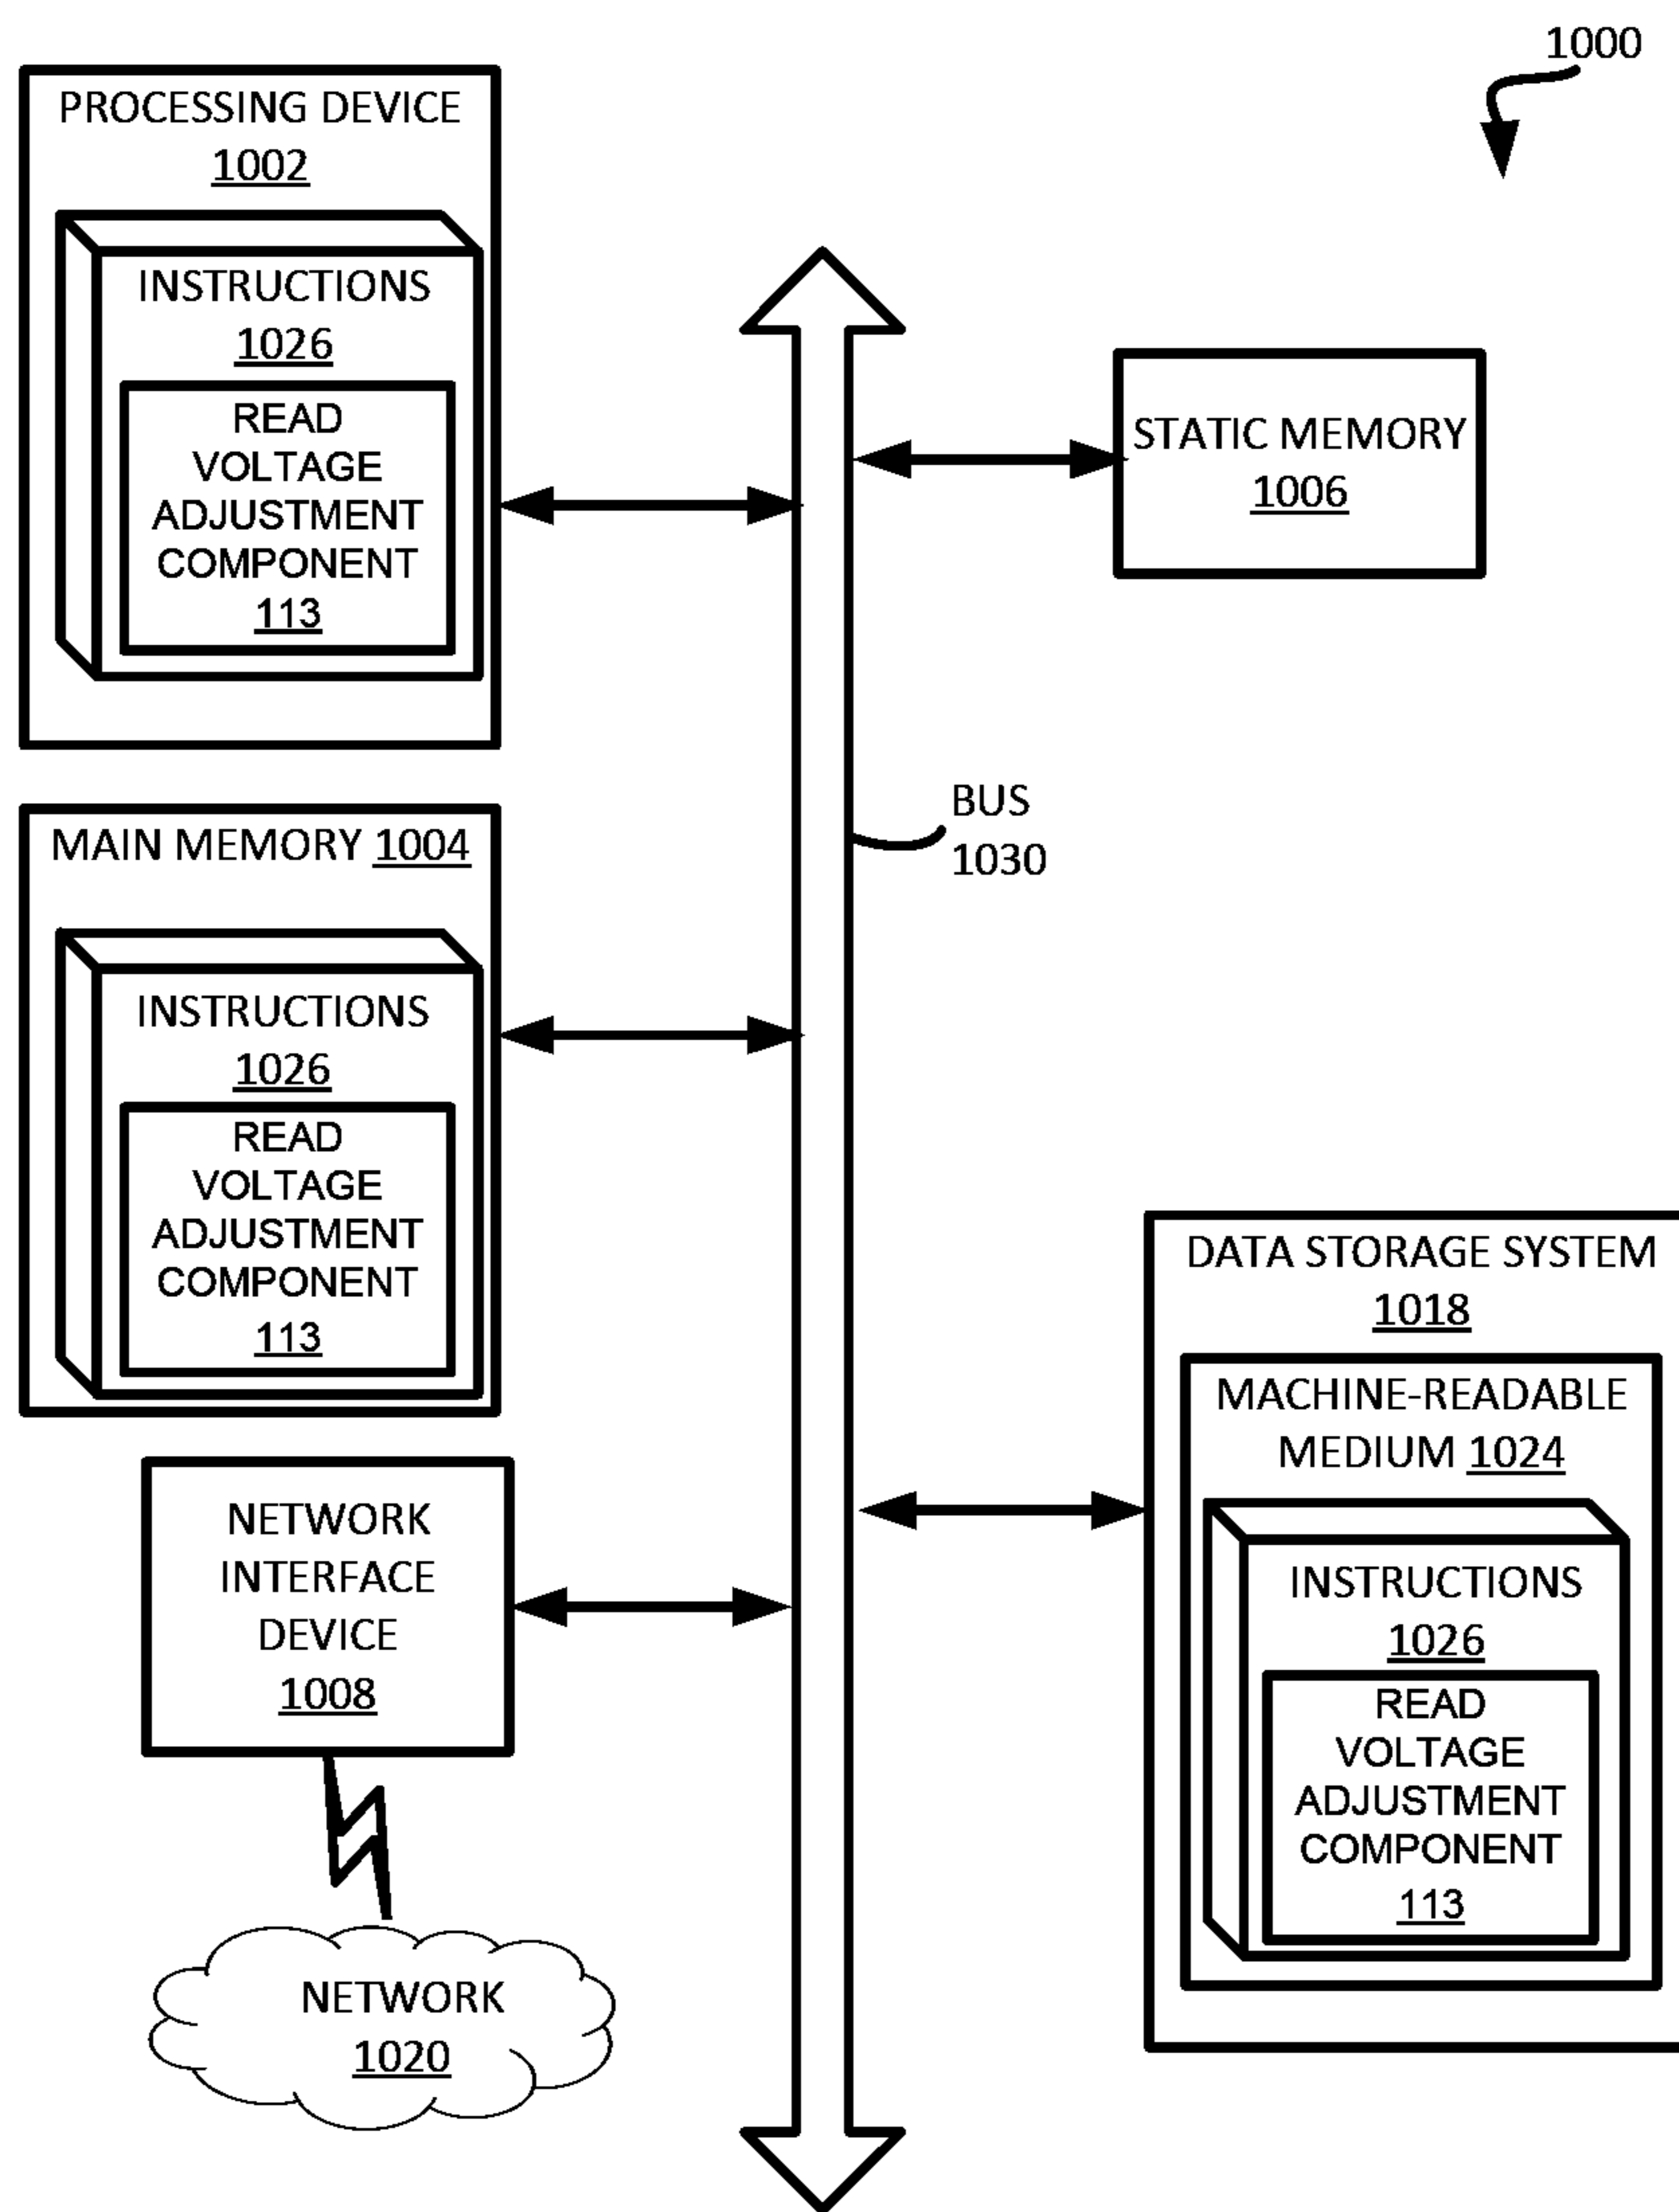 1000
PROCESSING DEVICE
1002
INSTRUCTIONS
1026
READ
VOLTAGE
ADJUSTMENT
COMPONENT
113
STATIC MEMORY
1006
BUS
1030
MAIN MEMORY 1004
INSTRUCTIONS
1026
READ
VOLTAGE
ADJUSTMENT
COMPONENT
113
DATA STORAGE SYSTEM
1018
MACHINE-READABLE
MEDIUM 1024
INSTRUCTIONS
1026
READ
VOLTAGE
ADJUSTMENT
COMPONENT
113
NETWORK
INTERFACE
DEVICE
1008
NETWORK
1020